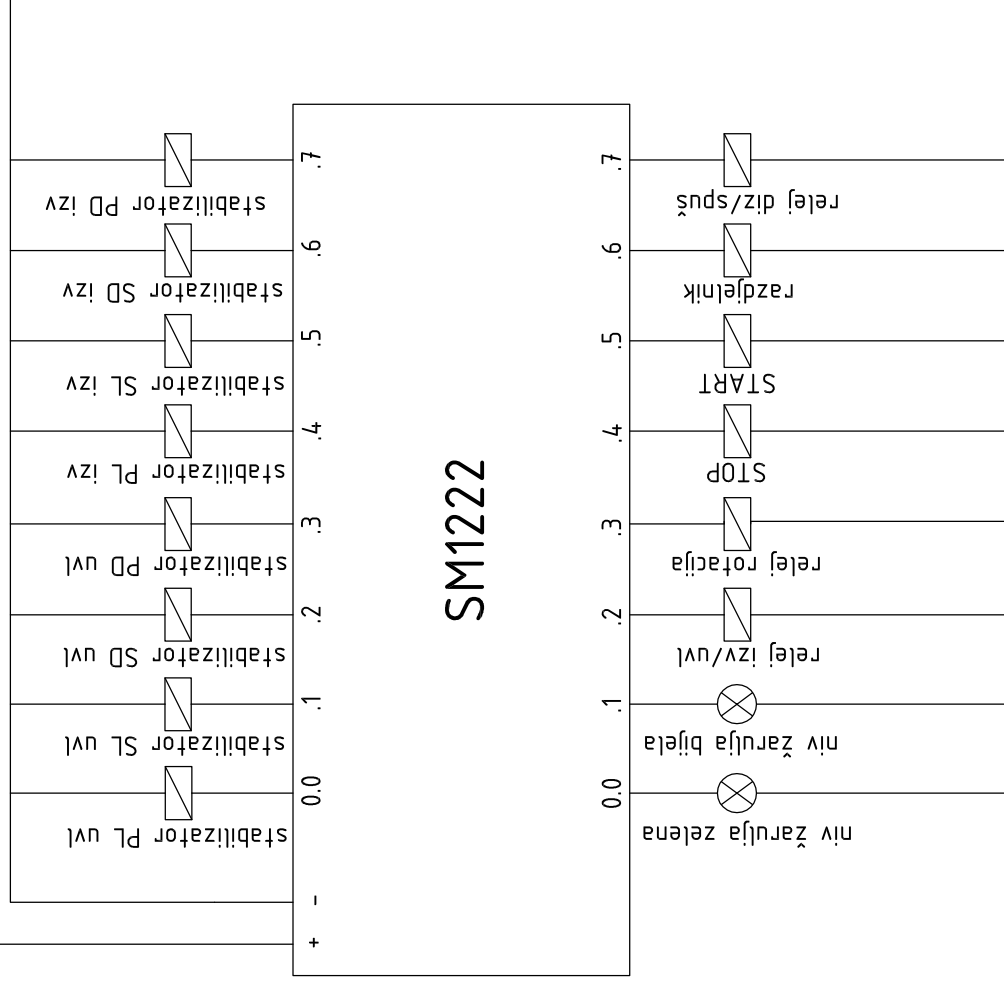 .7
stabilizator PD izv
.6
stabilizator SD izv
.5
stabilizator SL izv
.4
stabilizator PL izv
.3
stabilizator PD uvl
.2
stabilizator SD uvl
.1
stabilizator SL uvl
0.0
stabilizator PL uvl
-
+
SM1222
.7
relej diz/spuš
.6
razdjelnik
.5
START
.4
STOP
.3
relej rotacija
.2
relej izv/uvl
.1
niv žarulja bijela
0.0
niv žarulja zelena